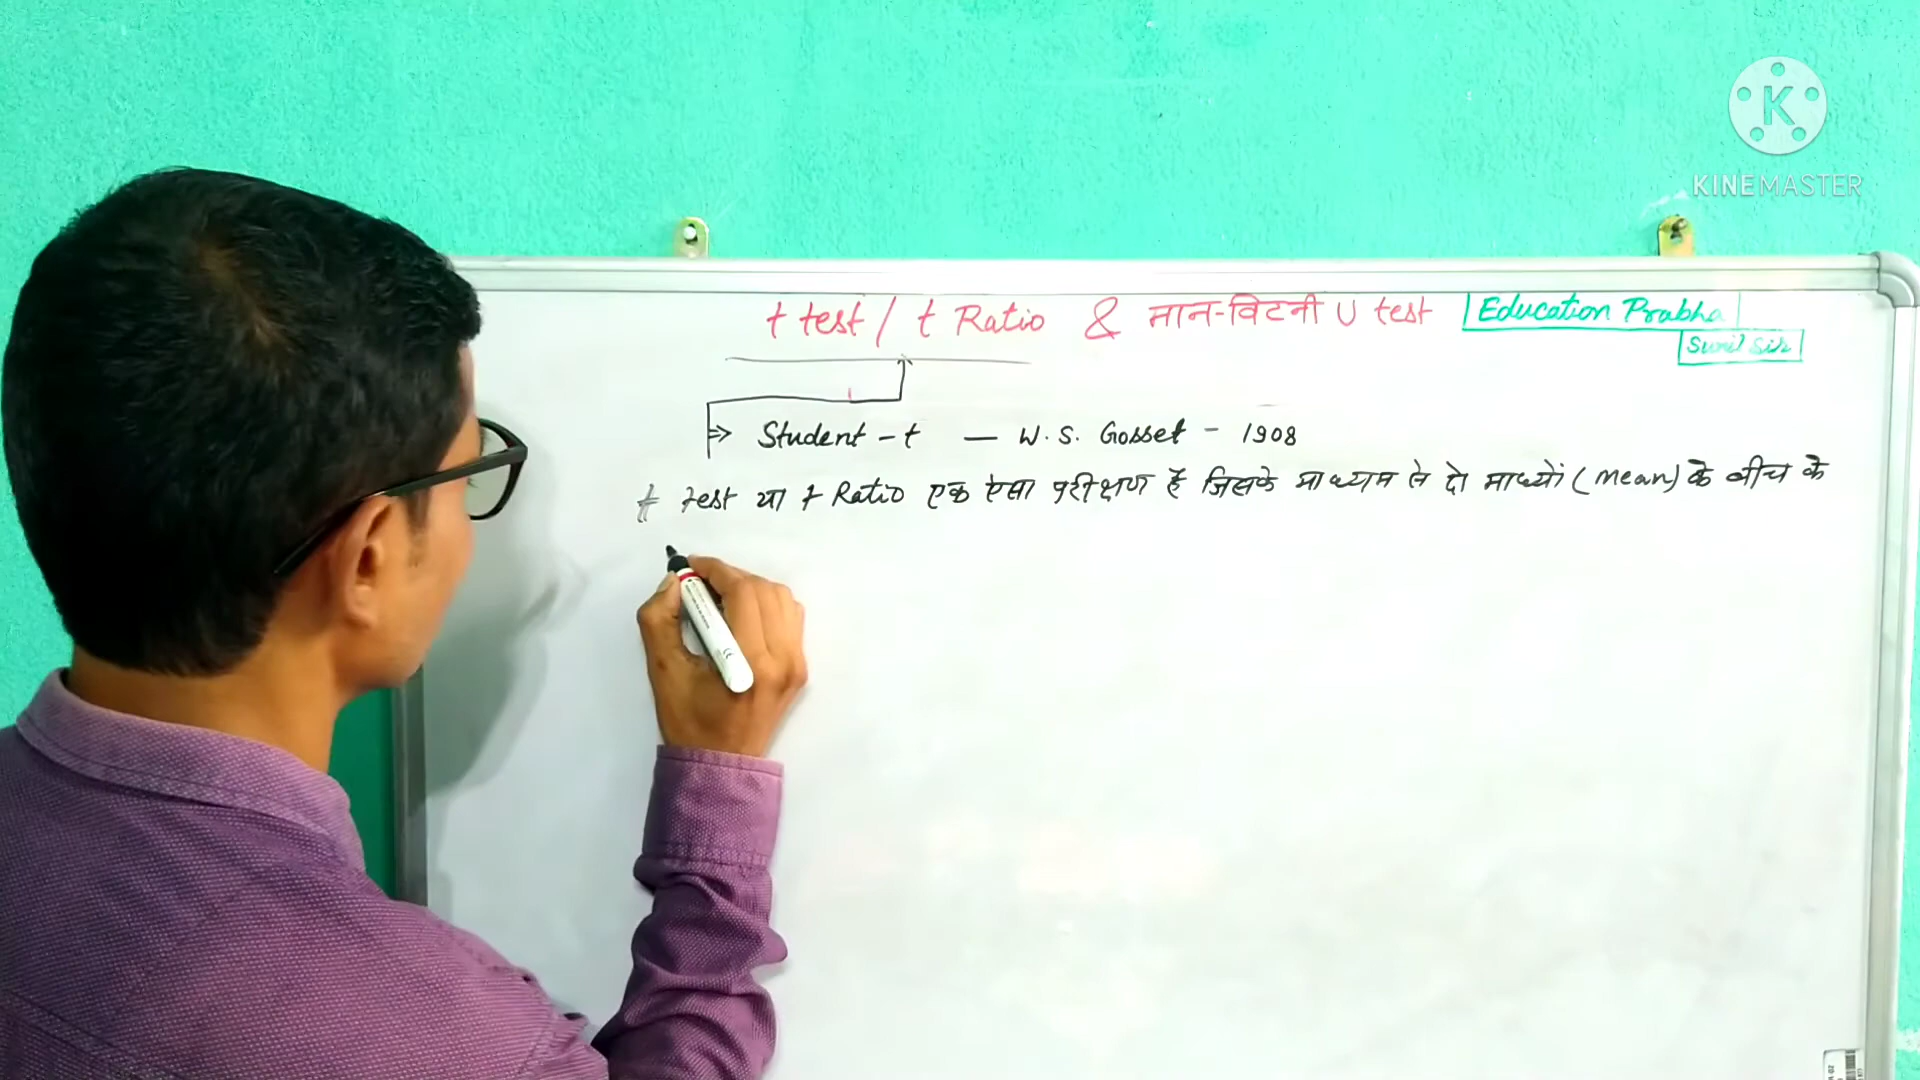 KINEMASTER
t test / t Ratio & मान-विटनी U test
Education Prabha
Sunil Sir
⇒ Student - t — W. S. Gosset - 1908
t test या t Ratio एक ऐसा परीक्षण है जिसके माध्यम से दो माध्यों (Mean) के बीच के